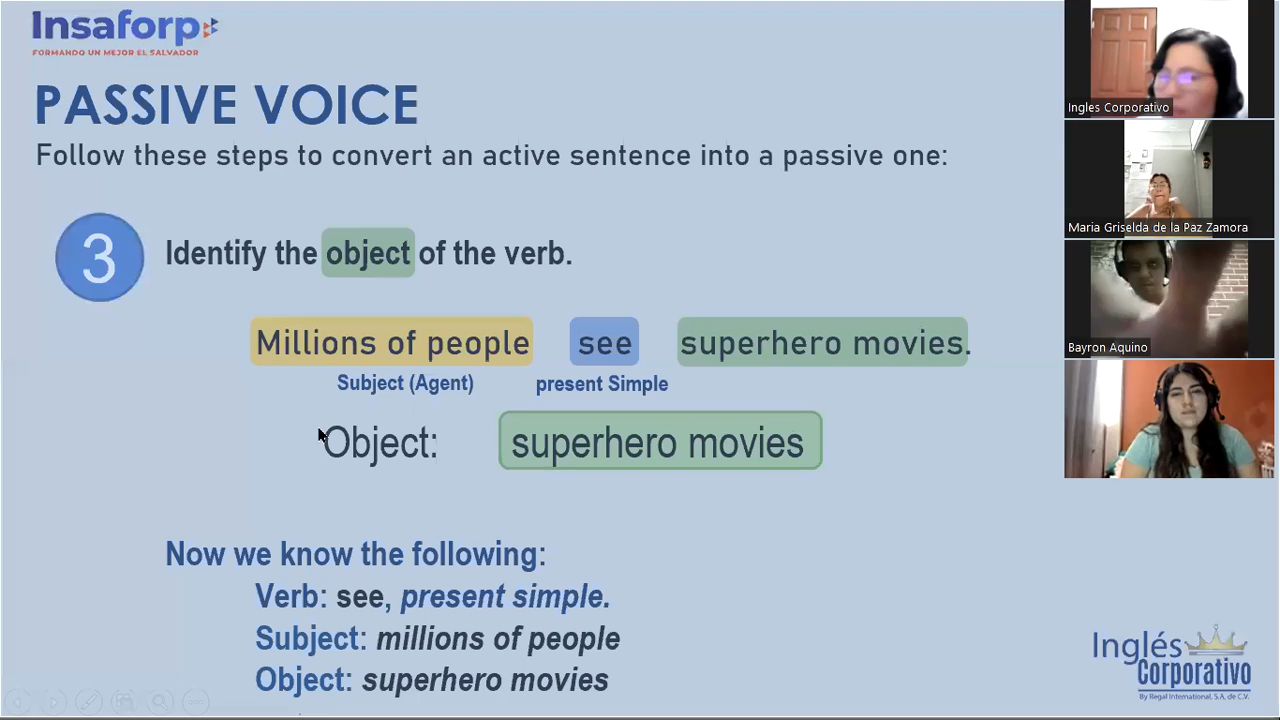 Insaforp
FORMANDO UN MEJOR EL SALVADOR
PASSIVE VOICE
Follow these steps to convert an active sentence into a passive one:
3 Identify the object of the verb.
Millions of people see superhero movies.
Subject (Agent) present Simple
Object: superhero movies
Now we know the following:
Verb: see, present simple.
Subject: millions of people
Object: superhero movies
Ingles Corporativo
Maria Griselda de la Paz Zamora
Bayron Aquino
Inglés
Corporativo
By Regal International, S.A. de C.V.